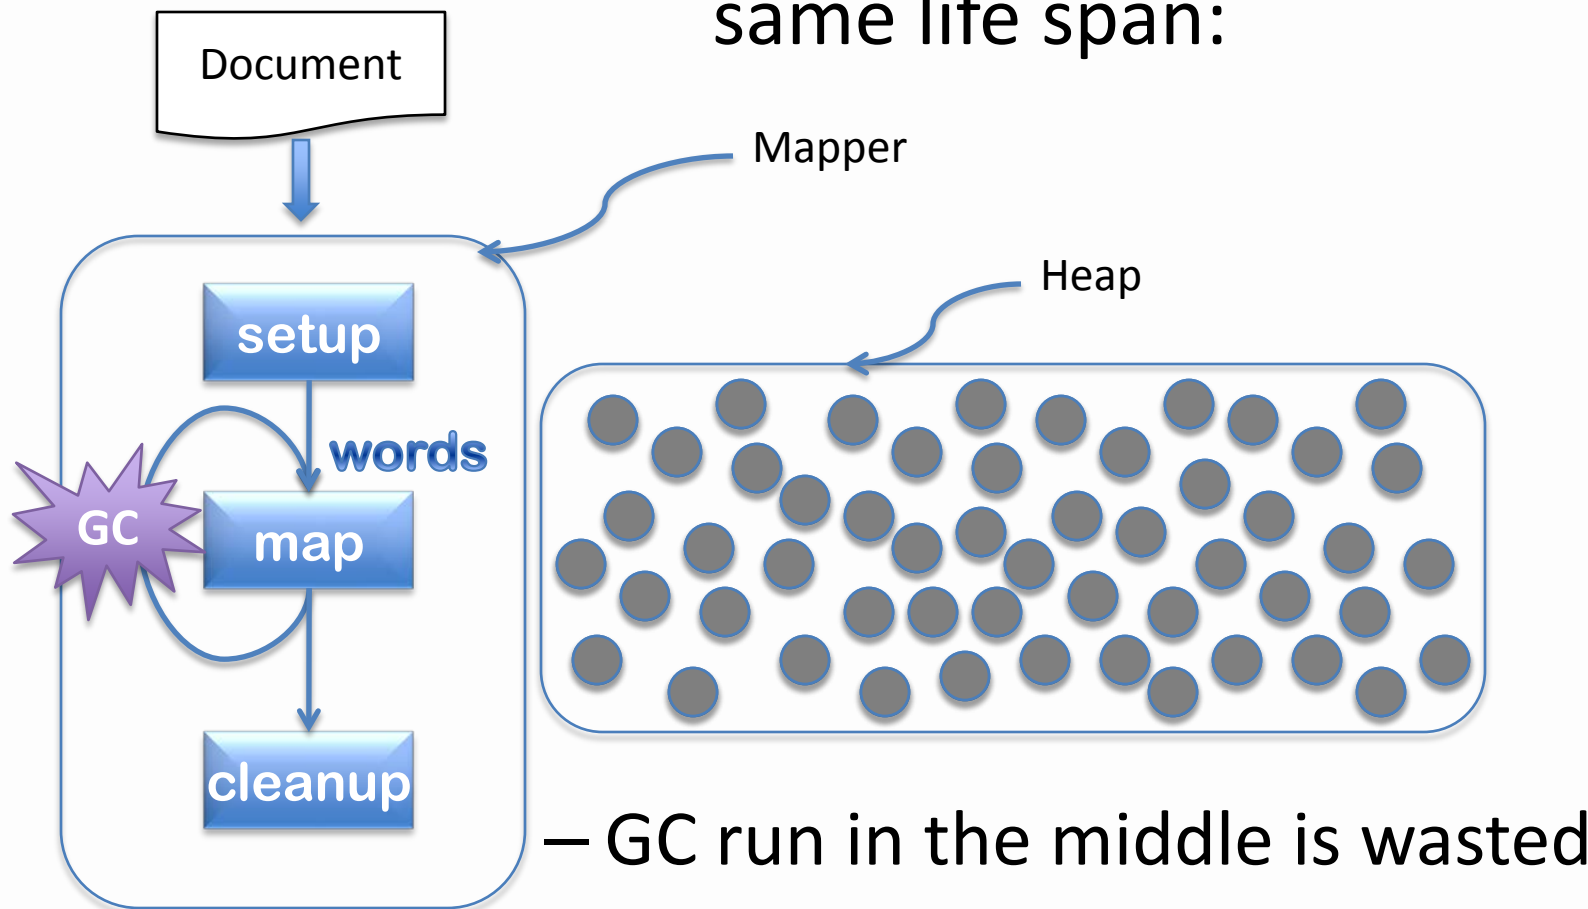 same life span:
Document
Mapper
Heap
setup
words
GC
map
cleanup
– GC run in the middle is wasted